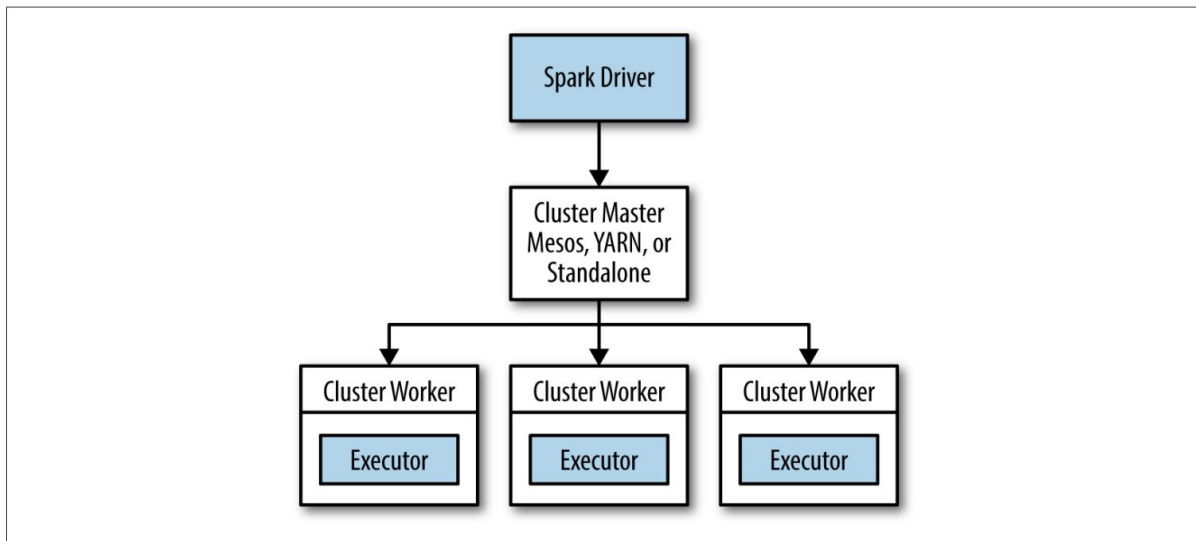 Spark Driver
Cluster Master
Mesos, YARN, or
Standalone
Cluster Worker
Executor
Cluster Worker
Executor
Cluster Worker
Executor